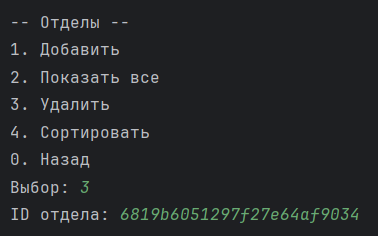 -- Отделы --
1. Добавить
2. Показать все
3. Удалить
4. Сортировать
0. Назад
Выбор: 3
ID отдела: 6819b6051297f27e64af9034